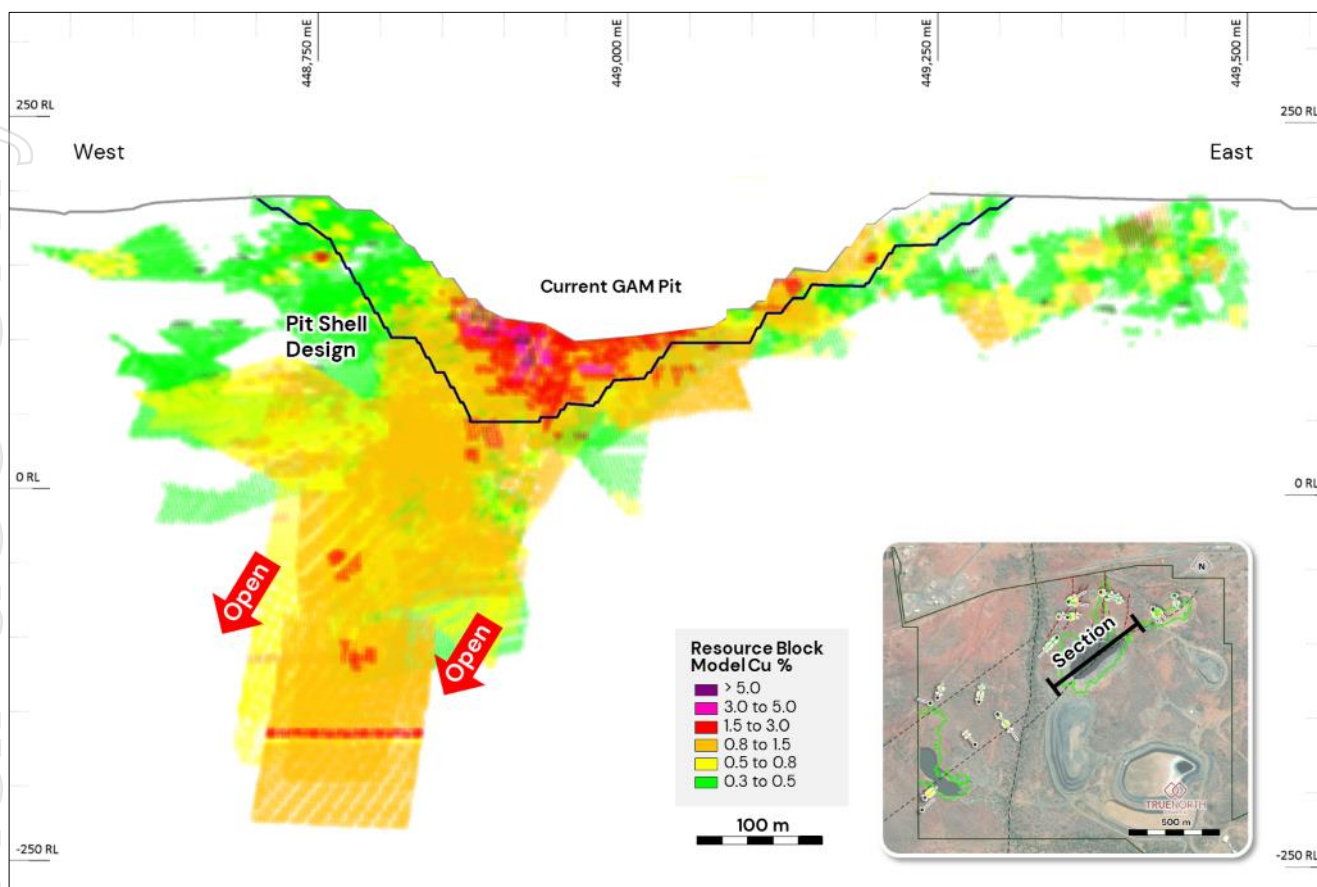 448,750 mE
449,000 mE
449,250 mE
449,500 mE
250 RL
250 RL
West
East
Current GAM Pit
Pit Shell
Design
0 RL
0 RL
Open
Open
Resource Block
Model Cu %
> 5.0
3.0 to 5.0
1.5 to 3.0
0.8 to 1.5
0.5 to 0.8
0.3 to 0.5
100 m
N
Section
TRUENORTH
500 m
-250 RL
-250 RL